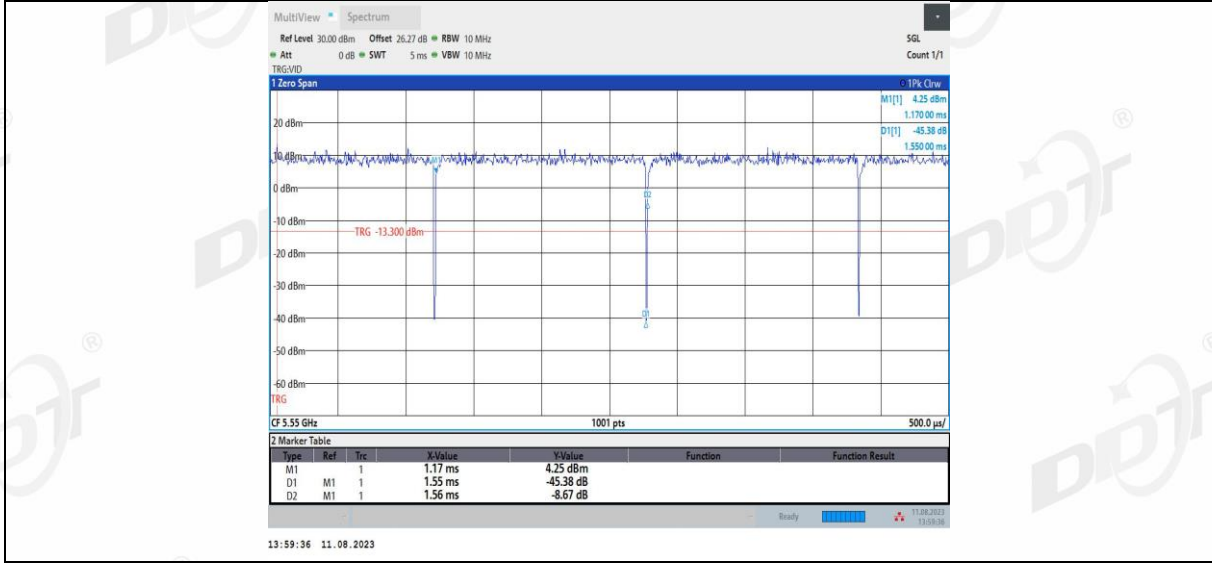 MultiView Spectrum
Ref Level 30.00 dBm Offset 26.27 dB RBW 10 MHz SGL
Att 0 dB SWT 5 ms VBW 10 MHz Count 1/1
TRG:VID
1 Zero Span 1Pk Clrw
M1[1] 4.25 dBm
1.170 00 ms
20 dBm
D1[1] -45.38 dB
1.550 00 ms
10 dBm
M1
0 dBm
D2
-10 dBm
TRG -13.300 dBm
-20 dBm
-30 dBm
-40 dBm
D1
-50 dBm
-60 dBm
TRG
CF 5.55 GHz 1001 pts 500.0 µs/
2 Marker Table
Type Ref Trc X-Value Y-Value Function Function Result
M1 1 1.17 ms 4.25 dBm
D1 M1 1 1.55 ms -45.38 dB
D2 M1 1 1.56 ms -8.67 dB
Ready 11.08.2023
13:59:36
13:59:36 11.08.2023
DDT
®